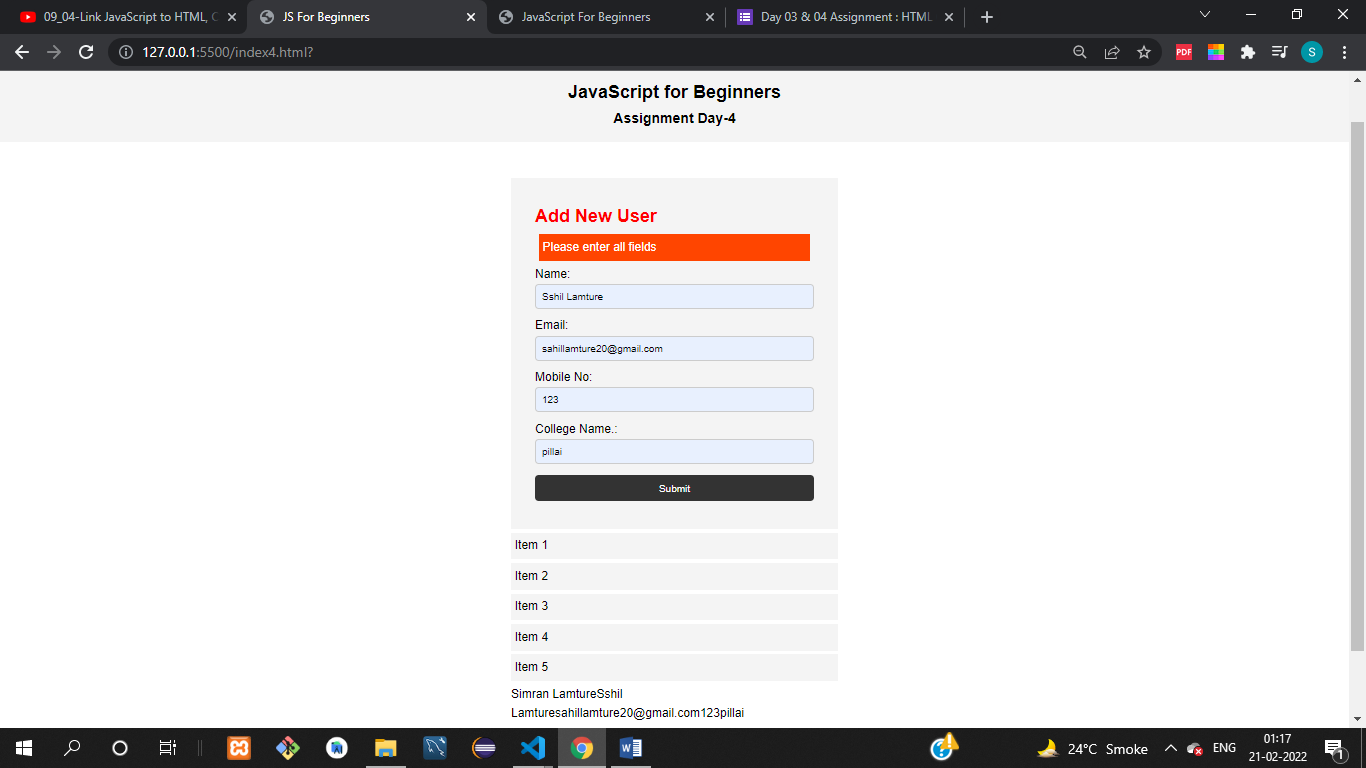 09_04-Link JavaScript to HTML, C
JS For Beginners
JavaScript For Beginners
Day 03 & 04 Assignment : HTML
127.0.0.1:5500/index4.html?
PDF
S
JavaScript for Beginners
Assignment Day-4
Add New User
Please enter all fields
Name:
Sshil Lamture
Email:
sahillamture20@gmail.com
Mobile No:
123
College Name.:
pillai
Submit
Item 1
Item 2
Item 3
Item 4
Item 5
Simran LamtureSshil
Lamturesahillamture20@gmail.com123pillai
24°C Smoke
ENG
01:17
21-02-2022
1